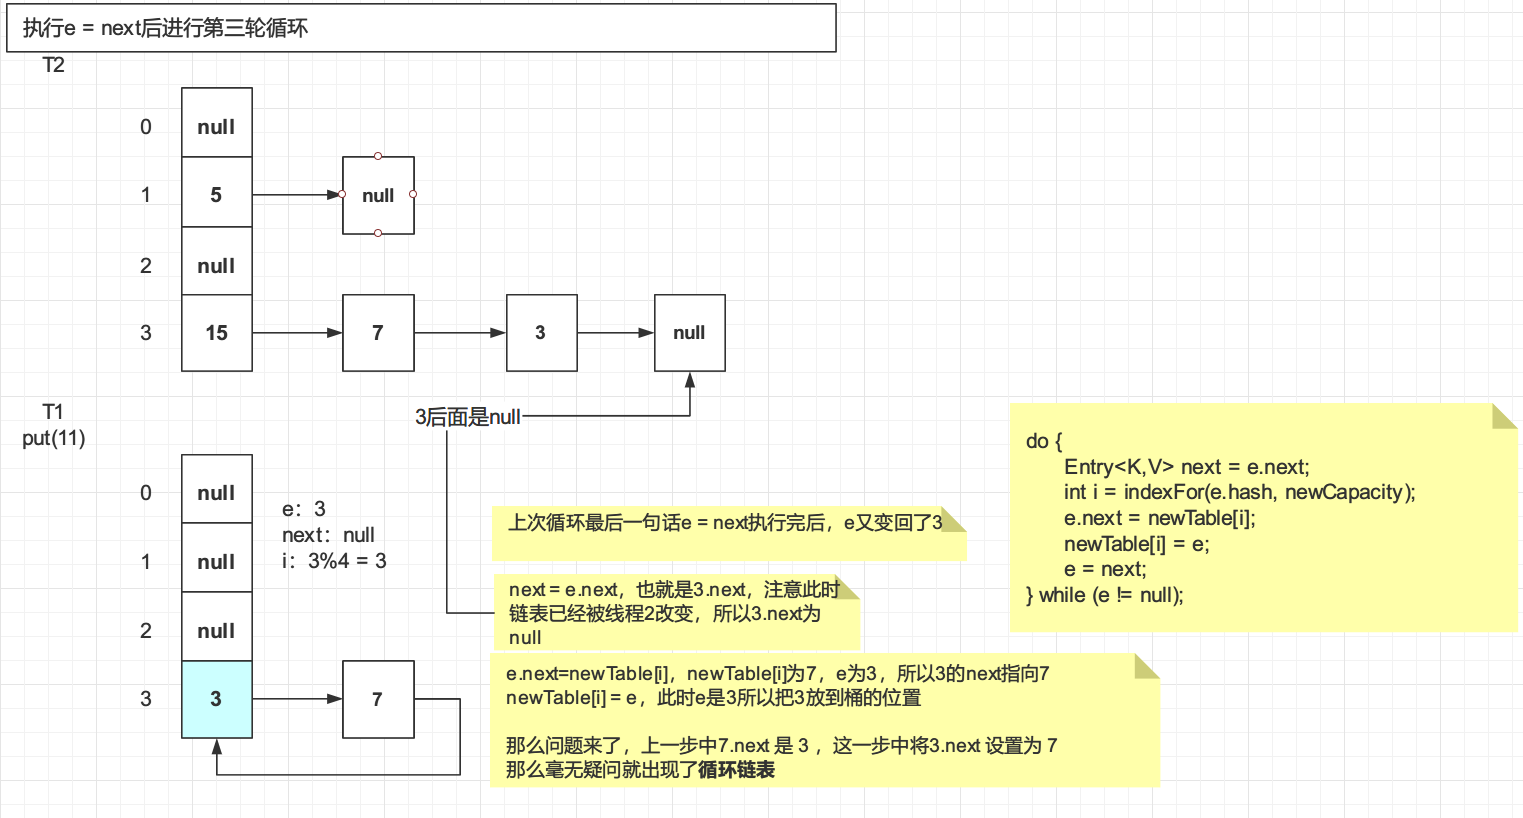 执行e = next后进行第三轮循环
T2
0
null
1
5
null
2
null
3
15
7
3
null
T1
put(11)
3后面是null
0
null
1
null
2
null
3
3
7
e：3
next：null
i：3%4 = 3
上次循环最后一句话e = next执行完后，e又变回了3
next = e.next，也就是3.next，注意此时
链表已经被线程2改变，所以3.next为
null
e.next=newTable[i]，newTable[i]为7，e为3，所以3的next指向7
newTable[i] = e，此时e是3所以把3放到桶的位置
那么问题来了，上一步中7.next 是 3 ，这一步中将3.next 设置为 7
那么毫无疑问就出现了循环链表
do {
Entry<K,V> next = e.next;
int i = indexFor(e.hash, newCapacity);
e.next = newTable[i];
newTable[i] = e;
e = next;
} while (e != null);